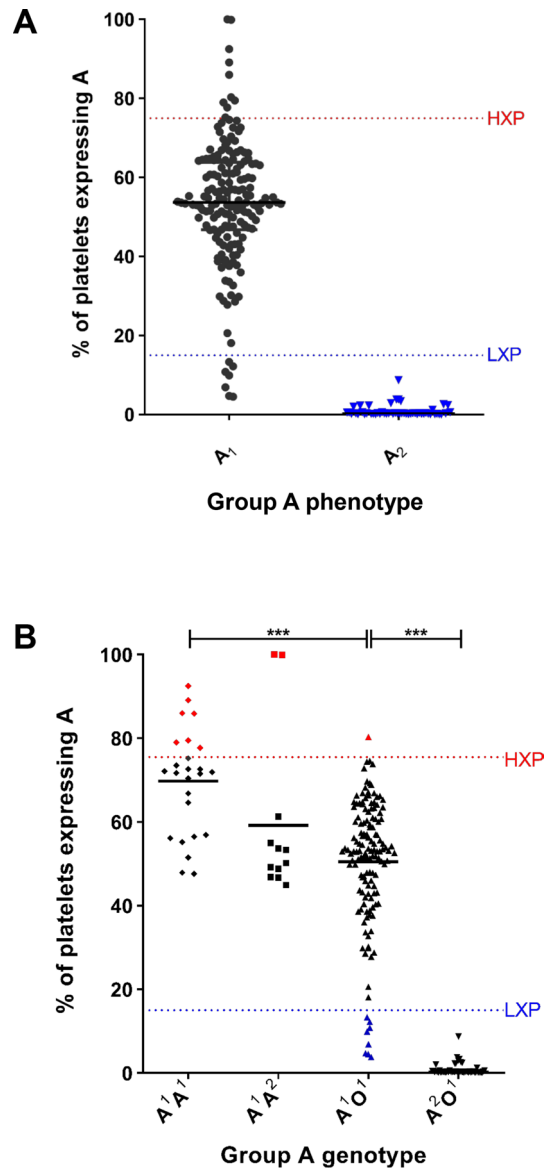 A
% of platelets expressing A
100
80
60
40
20
0
HXP
LXP
A₁
A₂
Group A phenotype
B
***
***
% of platelets expressing A
100
80
60
40
20
0
HXP
LXP
A¹A¹
A¹A²
A¹O¹
A²O¹
Group A genotype